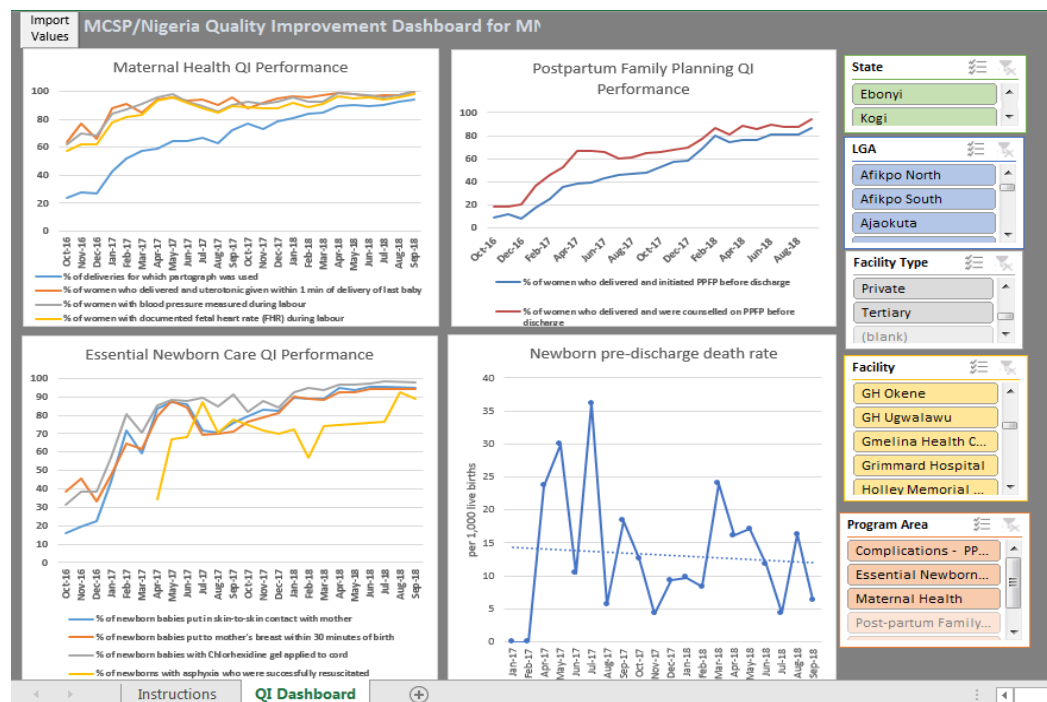 Import
Values
MCSP/Nigeria Quality Improvement Dashboard for MN
Maternal Health QI Performance
100
80
60
40
20
0
Oct-16
Nov-16
Dec-16
Jan-17
Feb-17
Mar-17
Apr-17
May-17
Jun-17
Jul-17
Aug-17
Sep-17
Oct-17
Nov-17
Dec-17
Jan-18
Feb-18
Mar-18
Apr-18
May-18
Jun-18
Jul-18
Aug-18
Sep-18
% of deliveries for which partograph was used
% of women who delivered and uterotonic given within 1 min of delivery of last baby
% of women with blood pressure measured during labour
% of women with documented fetal heart rate (FHR) during labour
Postpartum Family Planning QI
Performance
100
80
60
40
20
0
Oct-16
Dec-16
Feb-17
Apr-17
Jun-17
Aug-17
Oct-17
Dec-17
Feb-18
Apr-18
Jun-18
Aug-18
% of women who delivered and initiated PPFP before discharge
% of women who delivered and were counselled on PPFP before
discharge
Essential Newborn Care QI Performance
100
90
80
70
60
50
40
30
20
10
0
Oct-16
Nov-16
Dec-16
Jan-17
Feb-17
Mar-17
Apr-17
May-17
Jun-17
Jul-17
Aug-17
Sep-17
Oct-17
Nov-17
Dec-17
Jan-18
Feb-18
Mar-18
Apr-18
May-18
Jun-18
Jul-18
Aug-18
Sep-18
% of newborn babies put in skin-to-skin contact with mother
% of newborn babies put to mother's breast within 30 minutes of birth
% of newborn babies with Chlorhexidine gel applied to cord
% of newborns with asphyxia who were successfully resuscitated
Newborn pre-discharge death rate
40
35
30
25
20
15
10
5
0
per 1,000 live births
Jan-17
Feb-17
Apr-17
May-17
Jun-17
Jul-17
Aug-17
Sep-17
Oct-17
Nov-17
Dec-17
Jan-18
Feb-18
Mar-18
Apr-18
May-18
Jun-18
Jul-18
Aug-18
Sep-18
State
Ebonyi
Kogi
LGA
Afikpo North
Afikpo South
Ajaokuta
Facility Type
Private
Tertiary
(blank)
Facility
GH Okene
GH Ugwalawu
Gmelina Health C...
Grimmard Hospital
Holley Memorial ...
Program Area
Complications - PP...
Essential Newborn...
Maternal Health
Post-partum Family...
Instructions
QI Dashboard